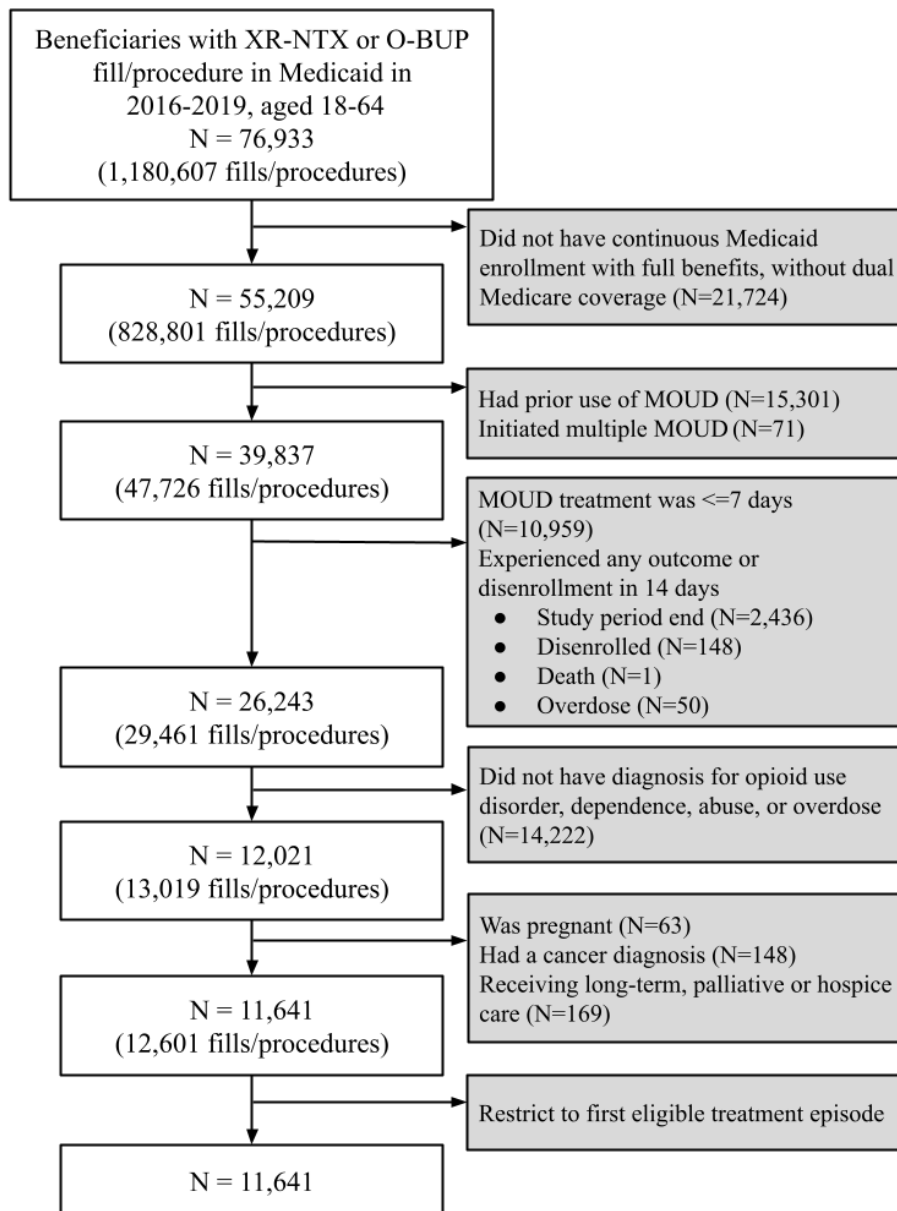 Beneficiaries with XR-NTX or O-BUP
fill/procedure in Medicaid in
2016-2019, aged 18-64
N = 76,933
(1,180,607 fills/procedures)
Did not have continuous Medicaid
enrollment with full benefits, without dual
Medicare coverage (N=21,724)
N = 55,209
(828,801 fills/procedures)
Had prior use of MOUD (N=15,301)
Initiated multiple MOUD (N=71)
N = 39,837
(47,726 fills/procedures)
MOUD treatment was <=7 days
(N=10,959)
Experienced any outcome or
disenrollment in 14 days
● Study period end (N=2,436)
● Disenrolled (N=148)
● Death (N=1)
● Overdose (N=50)
N = 26,243
(29,461 fills/procedures)
Did not have diagnosis for opioid use
disorder, dependence, abuse, or overdose
(N=14,222)
N = 12,021
(13,019 fills/procedures)
Was pregnant (N=63)
Had a cancer diagnosis (N=148)
Receiving long-term, palliative or hospice
care (N=169)
N = 11,641
(12,601 fills/procedures)
Restrict to first eligible treatment episode
N = 11,641